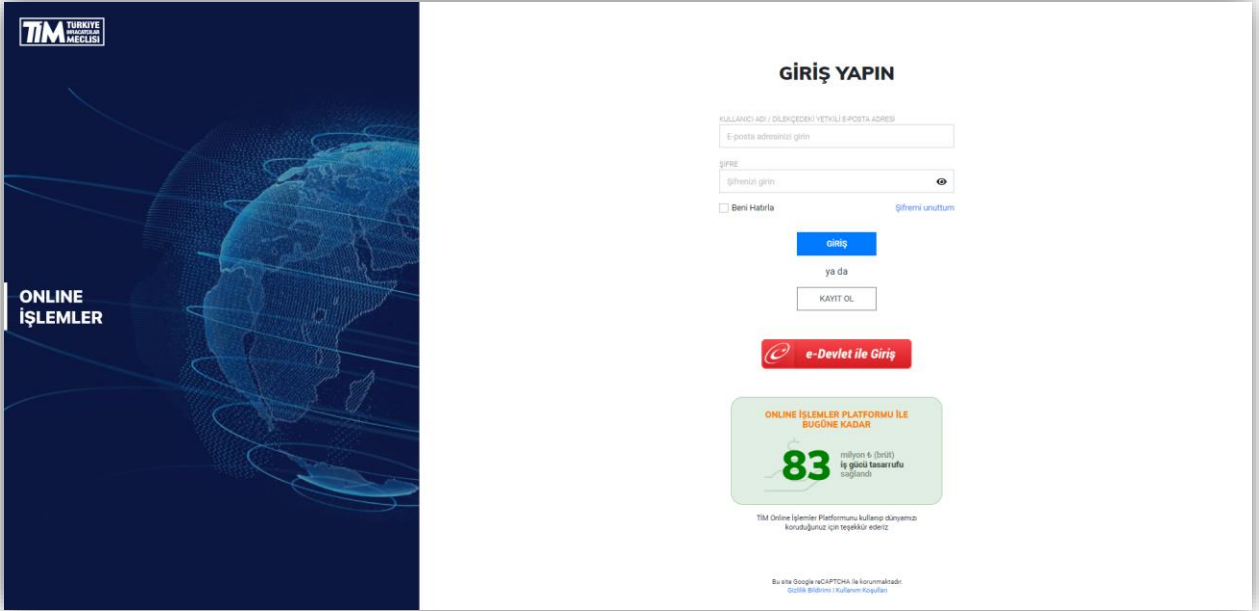 TİM TÜRKİYE
İHRACATÇILAR
MECLİSİ
ONLINE
İŞLEMLER
GİRİŞ YAPIN
KULLANICI ADI / DİLEKÇEDEKİ YETKİLİ E-POSTA ADRESİ
E-posta adresinizi girin
ŞİFRE
Şifrenizi girin
Beni Hatırla
Şifremi unuttum
GİRİŞ
ya da
KAYIT OL
e-Devlet ile Giriş
ONLINE İŞLEMLER PLATFORMU İLE
BUGÜNE KADAR
83
milyon ₺ (brüt)
iş gücü tasarrufu
sağlandı
TİM Online İşlemler Platformunu kullanıp dünyamızı
koruduğunuz için teşekkür ederiz
Bu site Google reCAPTCHA ile korunmaktadır.
Gizlilik Bildirimi | Kullanım Koşulları